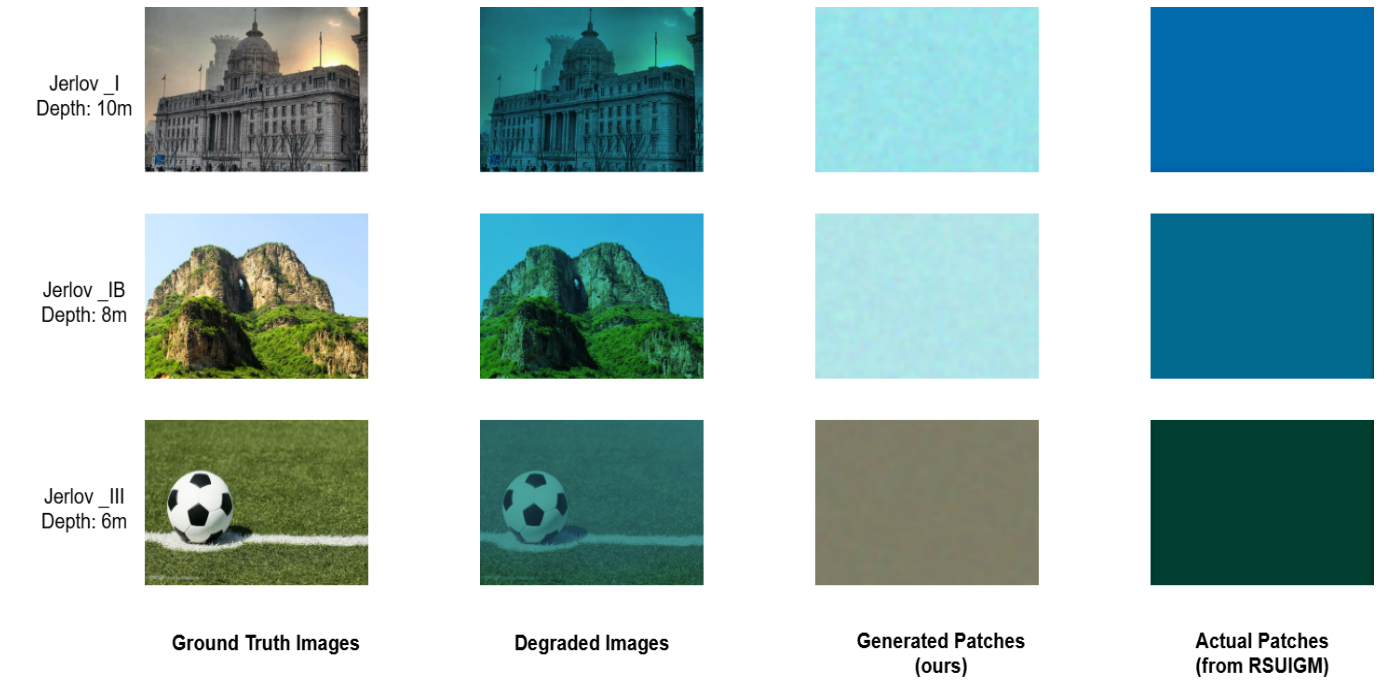 Jerlov _I
Depth: 10m
Jerlov _IB
Depth: 8m
Jerlov _III
Depth: 6m
Ground Truth Images
Degraded Images
Generated Patches
(ours)
Actual Patches
(from RSUIGM)